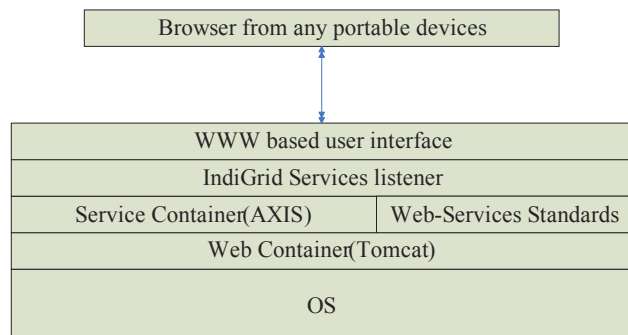 Browser from any portable devices
WWW based user interface
IndiGrid Services listener
Service Container(AXIS)
Web-Services Standards
Web Container(Tomcat)
OS